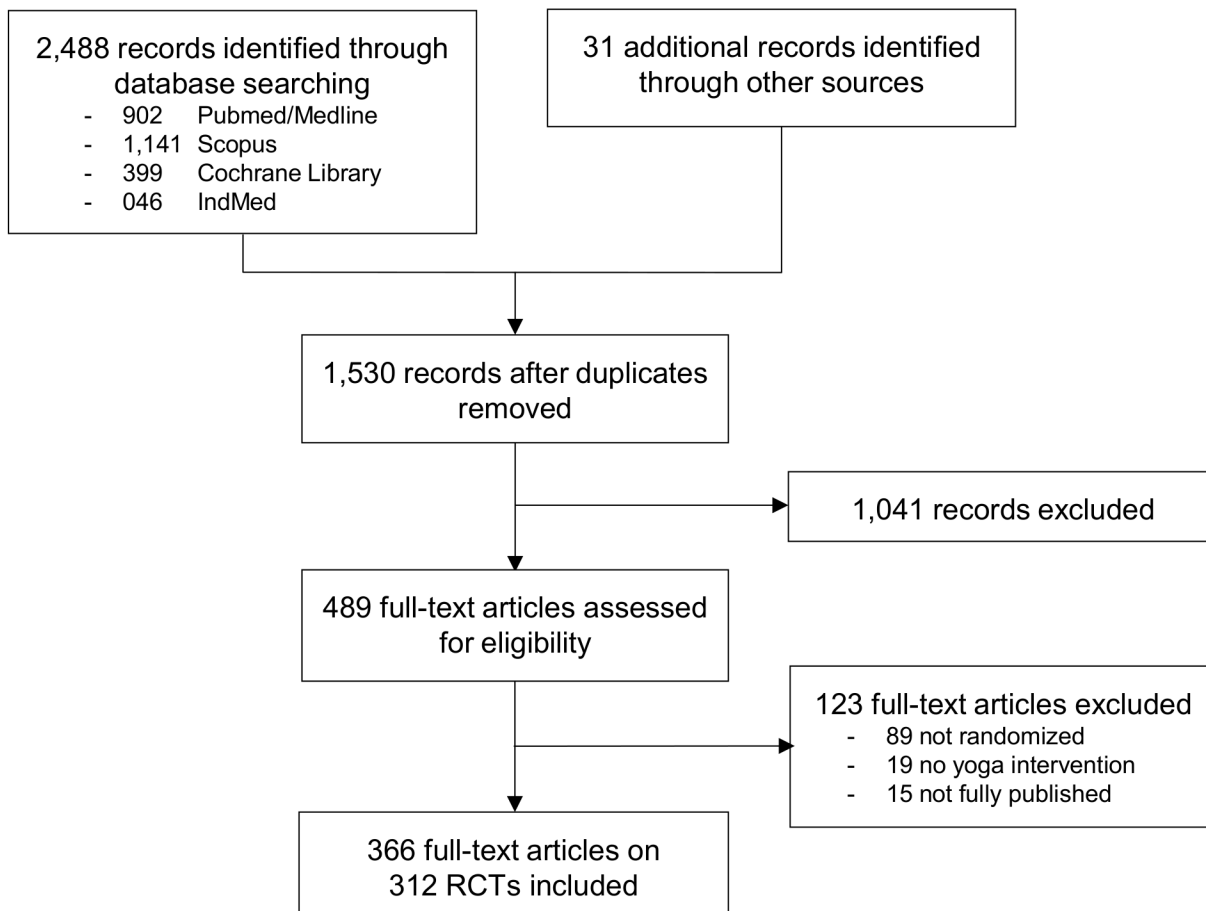 2,488 records identified through
database searching
- 902 Pubmed/Medline
- 1,141 Scopus
- 399 Cochrane Library
- 046 IndMed
31 additional records identified
through other sources
1,530 records after duplicates
removed
1,041 records excluded
489 full-text articles assessed
for eligibility
123 full-text articles excluded
- 89 not randomized
- 19 no yoga intervention
- 15 not fully published
366 full-text articles on
312 RCTs included